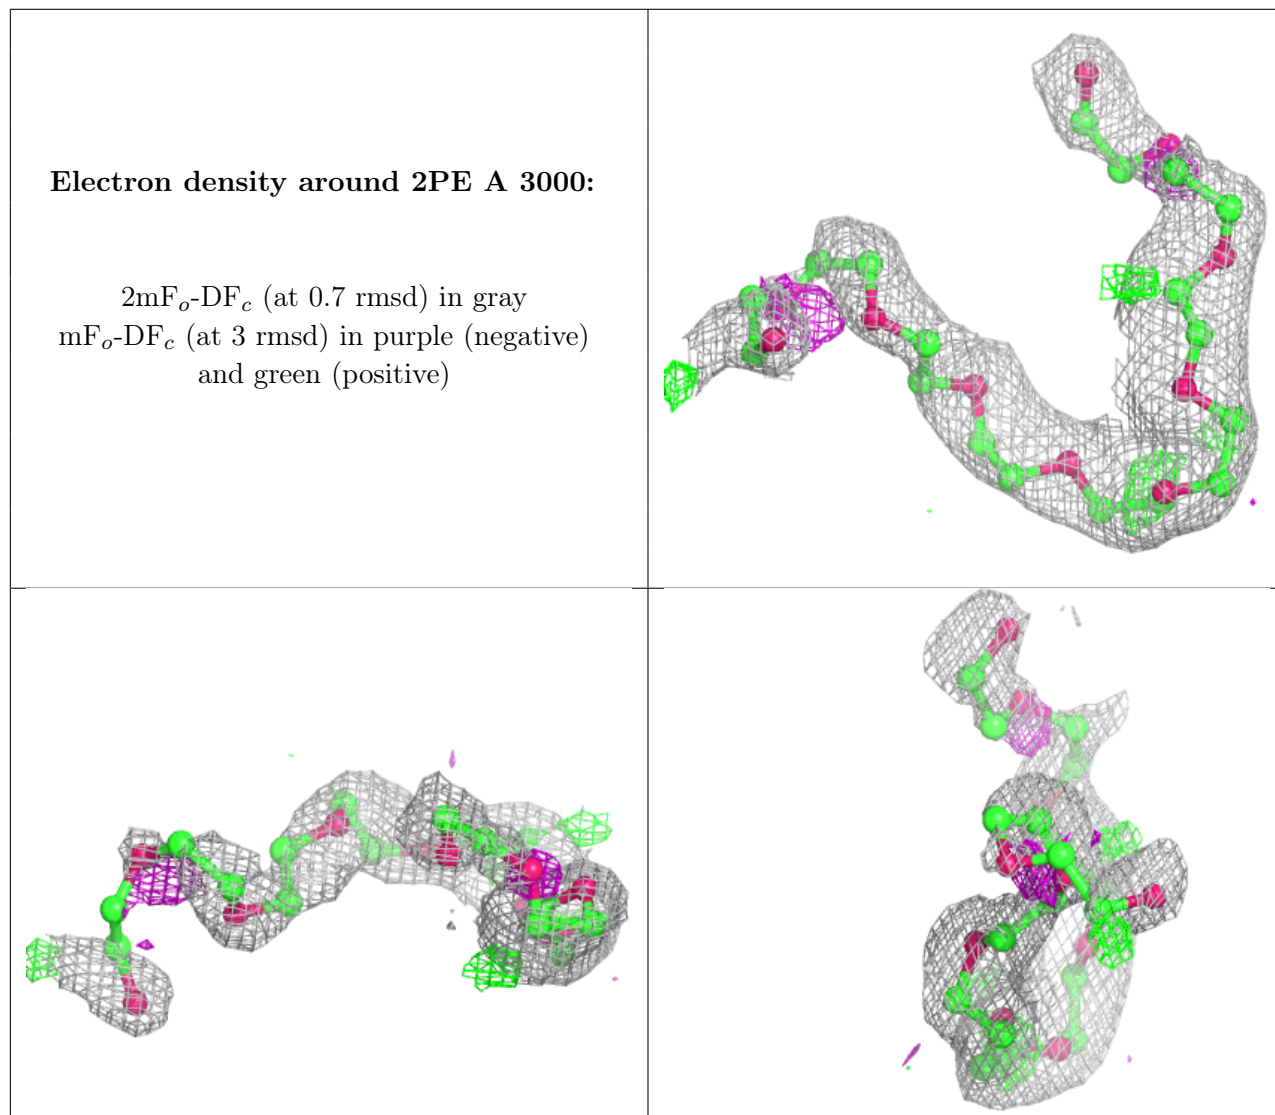 Electron density around 2PE A 3000:
2mFo-DFc (at 0.7 rmsd) in gray
mFo-DFc (at 3 rmsd) in purple (negative)
and green (positive)